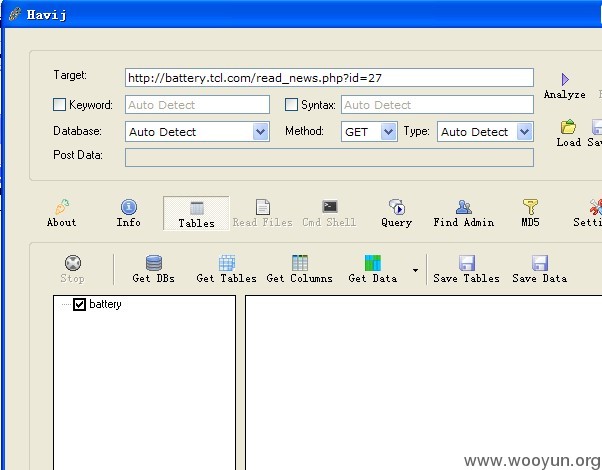 Havij
Target: http://battery.tcl.com/read_news.php?id=27
Analyze
Keyword: Auto Detect Syntax: Auto Detect
Database: Auto Detect Method: GET Type: Auto Detect
Load Sav
Post Data:
About Info Tables Read Files Cmd Shell Query Find Admin MD5 Setti
Stop Get DBs Get Tables Get Columns Get Data Save Tables Save Data
battery
www.wooyun.org